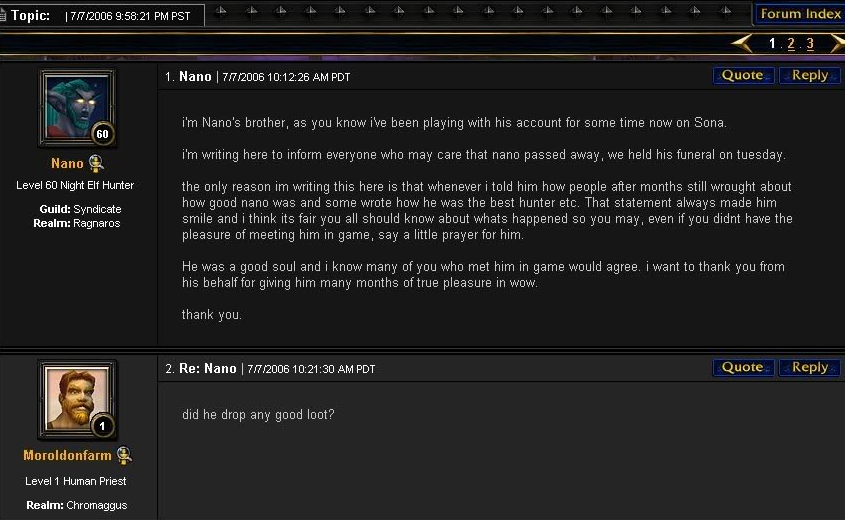 Topic: | 7/7/2006 9:58:21 PM PST
Forum Index
1 . 2 . 3
60
Nano
Level 60 Night Elf Hunter
Guild: Syndicate
Realm: Ragnaros
1. Nano | 7/7/2006 10:12:26 AM PDT
Quote Reply
i'm Nano's brother, as you know i've been playing with his account for some time now on Sona.
i'm writing here to inform everyone who may care that nano passed away, we held his funeral on tuesday.
the only reason im writing this here is that whenever i told him how people after months still wrought about
how good nano was and some wrote how he was the best hunter etc. That statement always made him
smile and i think its fair you all should know about whats happened so you may, even if you didnt have the
pleasure of meeting him in game, say a little prayer for him.
He was a good soul and i know many of you who met him in game would agree. i want to thank you from
his behalf for giving him many months of true pleasure in wow.
thank you.
1
Moroldonfarm
Level 1 Human Priest
Realm: Chromaggus
2. Re: Nano | 7/7/2006 10:21:30 AM PDT
Quote Reply
did he drop any good loot?